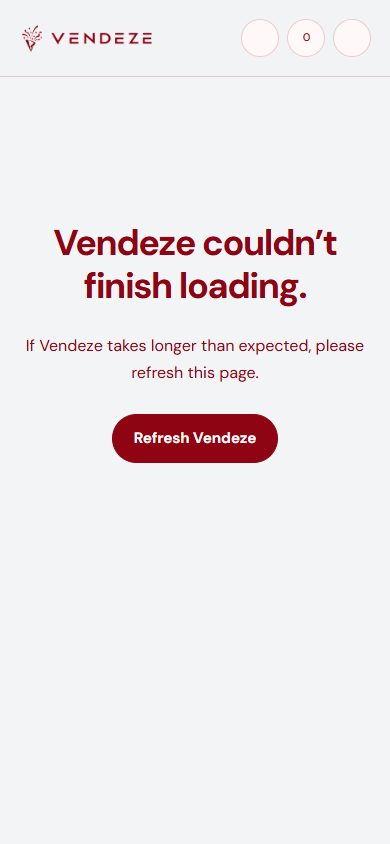 VENDEZE
0
Vendeze couldn’t
finish loading.
If Vendeze takes longer than expected, please
refresh this page.
Refresh Vendeze